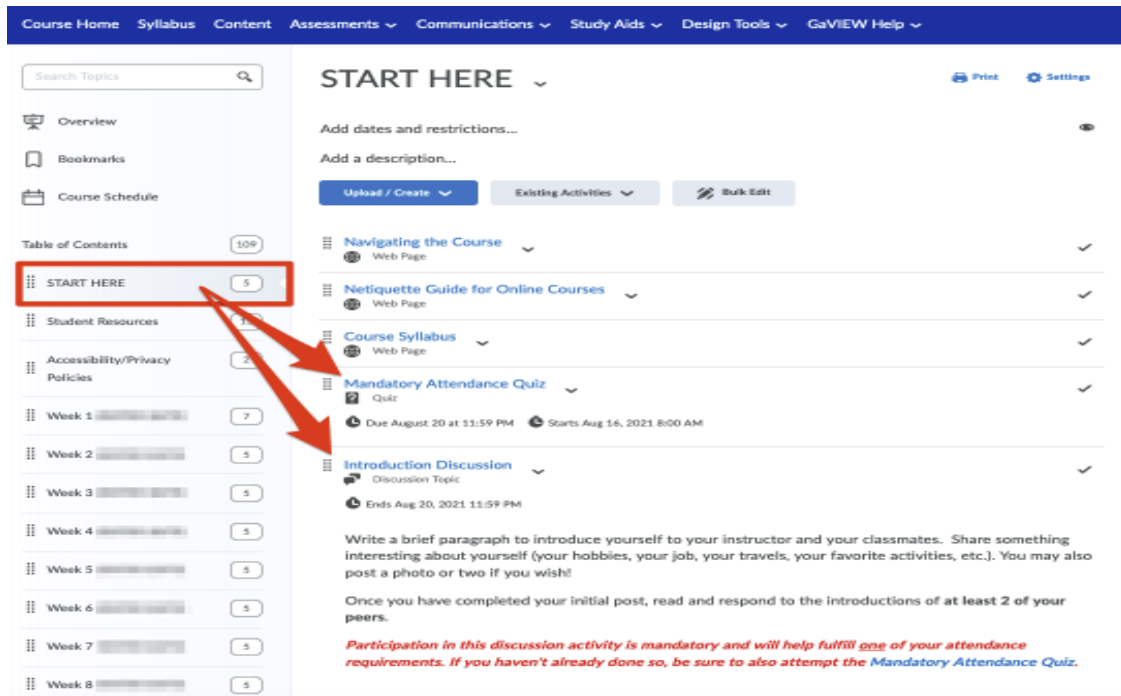 Course Home Syllabus Content Assessments Communications Study Aids Design Tools GaVIEW Help
Search Topics
Overview
Bookmarks
Course Schedule
Table of Contents 109
START HERE 5
Student Resources
Accessibility/Privacy Policies 2
Week 1 7
Week 2 5
Week 3 5
Week 4 5
Week 5 5
Week 6 5
Week 7 5
Week 8 5
START HERE
Print Settings
Add dates and restrictions...
Add a description...
Upload / Create Existing Activities Bulk Edit
Navigating the Course
Web Page
Netiquette Guide for Online Courses
Web Page
Course Syllabus
Web Page
Mandatory Attendance Quiz
Quiz
Due August 20 at 11:59 PM Starts Aug 16, 2021 8:00 AM
Introduction Discussion
Discussion Topic
Ends Aug 20, 2021 11:59 PM
Write a brief paragraph to introduce yourself to your instructor and your classmates. Share something
interesting about yourself (your hobbies, your job, your travels, your favorite activities, etc.). You may also
post a photo or two if you wish!
Once you have completed your initial post, read and respond to the introductions of at least 2 of your
peers.
Participation in this discussion activity is mandatory and will help fulfill one of your attendance
requirements. If you haven't already done so, be sure to also attempt the Mandatory Attendance Quiz.